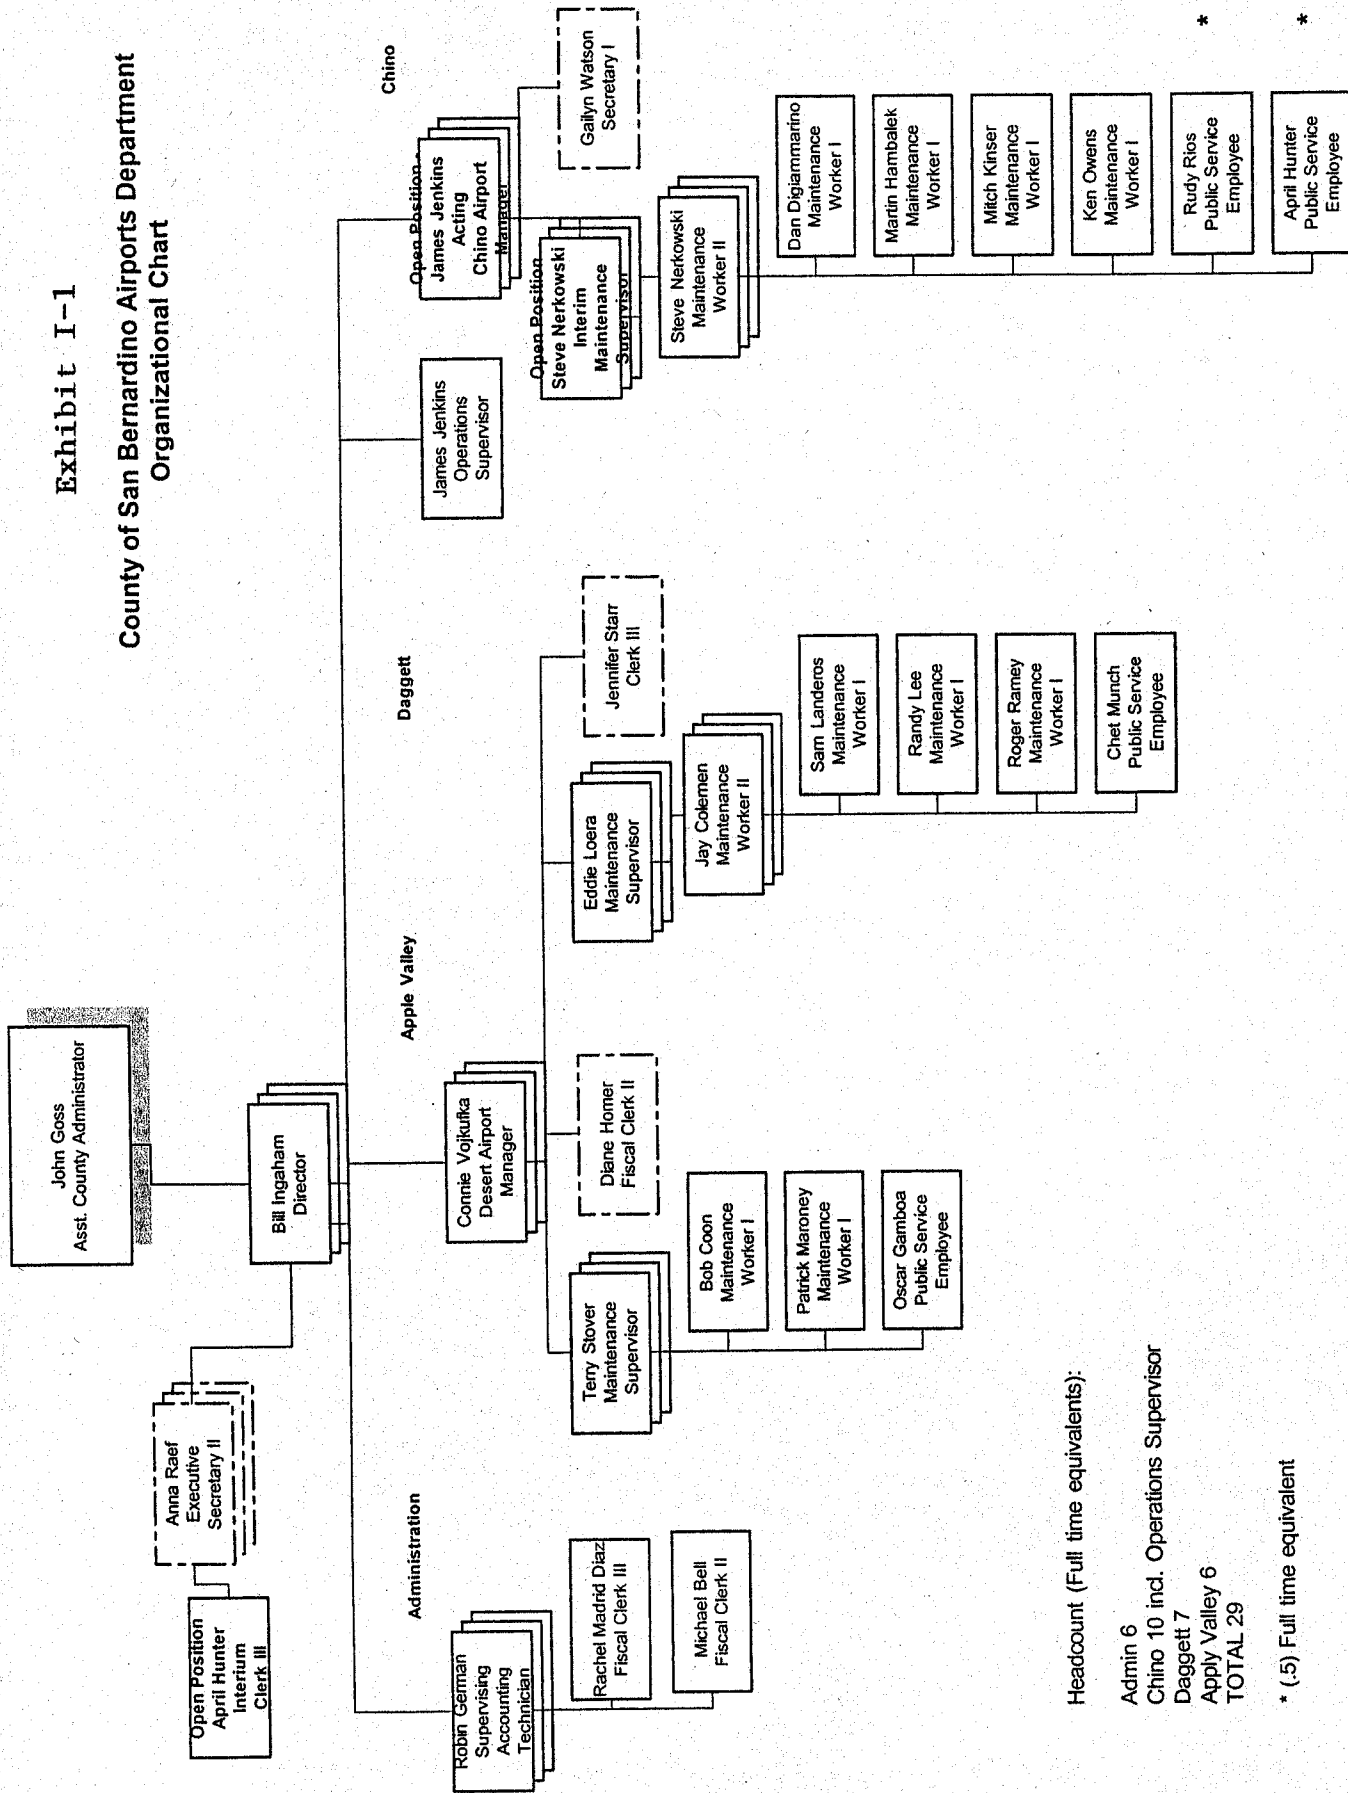 Exhibit I-1
County of San Bernardino Airports Department
Organizational Chart
John Goss
Asst. County Administrator
Bill Ingaham
Director
Anna Raef
Executive
Secretary II
Open Position
April Hunter
Interium
Clerk III
Administration
Robin German
Supervising
Accounting
Technician
Rachel Madrid Diaz
Fiscal Clerk III
Michael Bell
Fiscal Clerk II
Apple Valley
Connie Vojkufka
Desert Airport
Manager
Terry Stover
Maintenance
Supervisor
Bob Coon
Maintenance
Worker I
Patrick Maroney
Maintenance
Worker I
Oscar Gamboa
Public Service
Employee
Diane Homer
Fiscal Clerk II
Daggett
Eddie Loera
Maintenance
Supervisor
Jay Colemen
Maintenance
Worker II
Sam Landeros
Maintenance
Worker I
Randy Lee
Maintenance
Worker I
Roger Ramey
Maintenance
Worker I
Chet Munch
Public Service
Employee
Jennifer Starr
Clerk III
James Jenkins
Operations
Supervisor
Chino
Open Position -
James Jenkins
Acting
Chino Airport
Manager
Gailyn Watson
Secretary I
Open Position
Steve Nerkowski
Interim
Maintenance
Supervisor
Steve Nerkowski
Maintenance
Worker II
Dan Digiammarino
Maintenance
Worker I
Martin Hambalek
Maintenance
Worker I
Mitch Kinser
Maintenance
Worker I
Ken Owens
Maintenance
Worker I
Rudy Rios
Public Service
Employee
*
April Hunter
Public Service
Employee
*
Headcount (Full time equivalents):
Admin 6
Chino 10 incl. Operations Supervisor
Daggett 7
Apply Valley 6
TOTAL 29
* (.5) Full time equivalent